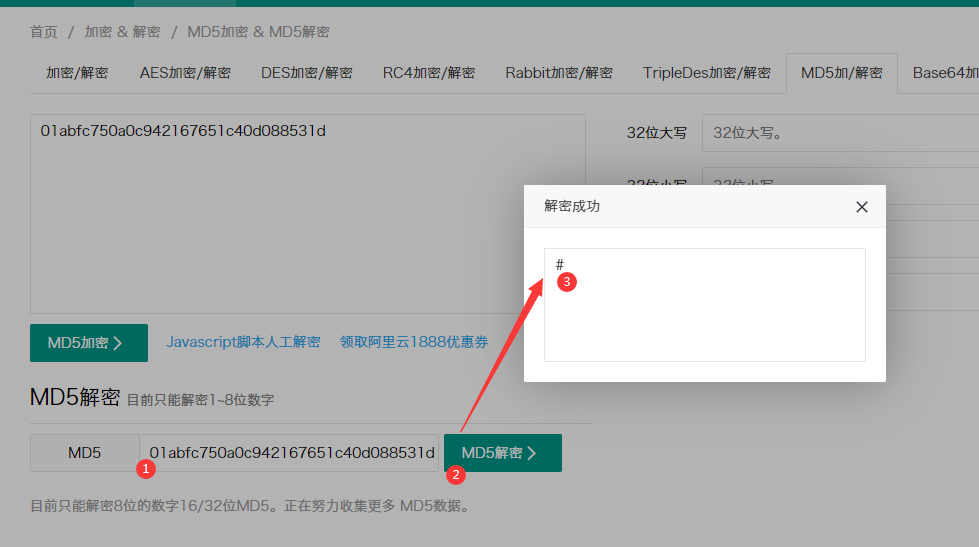 首页 / 加密 & 解密 / MD5加密 & MD5解密
加密/解密 AES加密/解密 DES加密/解密 RC4加密/解密 Rabbit加密/解密 TripleDes加密/解密 MD5加/解密 Base64加
01abfc750a0c942167651c40d088531d
32位大写 32位大写。
32位小写 32位小写
解密成功
#
3
MD5加密
Javascript脚本人工解密 领取阿里云1888优惠券
MD5解密 目前只能解密1~8位数字
MD5 01abfc750a0c942167651c40d088531d MD5解密
1 2
目前只能解密8位的数字16/32位MD5。正在努力收集更多 MD5数据。